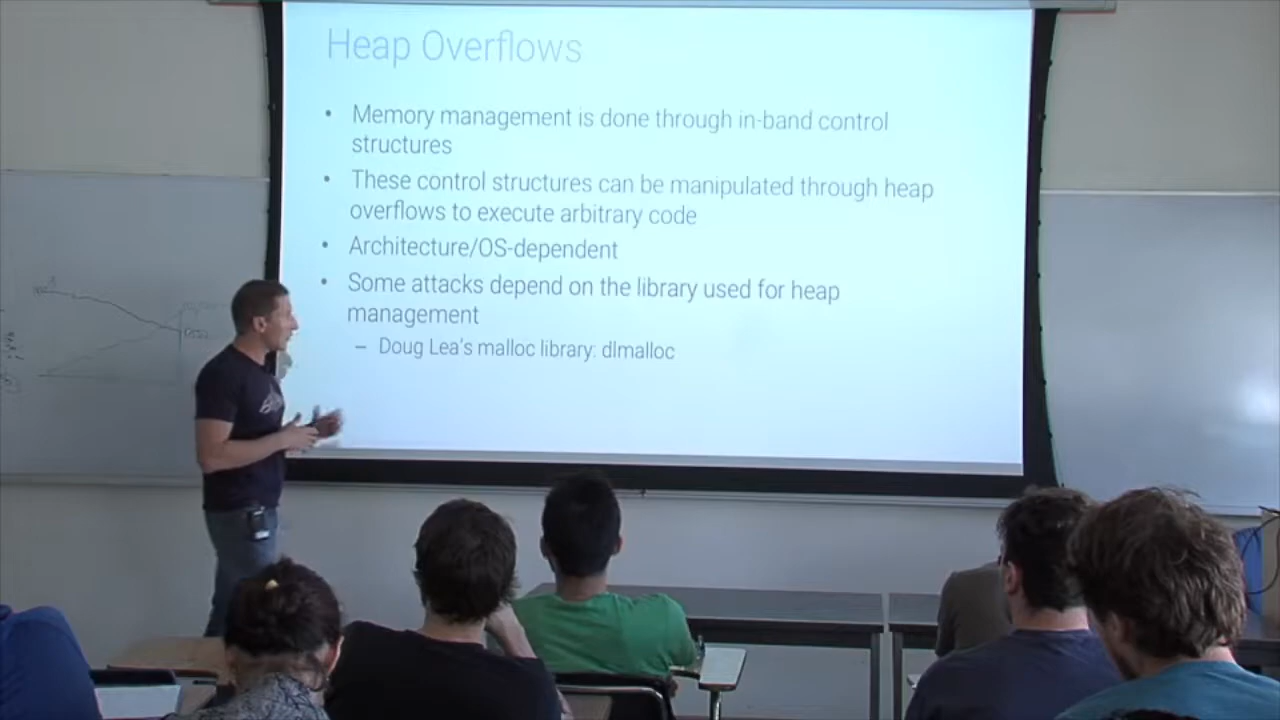 Heap Overflows
• Memory management is done through in-band control
structures
• These control structures can be manipulated through heap
overflows to execute arbitrary code
• Architecture/OS-dependent
• Some attacks depend on the library used for heap
management
– Doug Lea's malloc library: dlmalloc